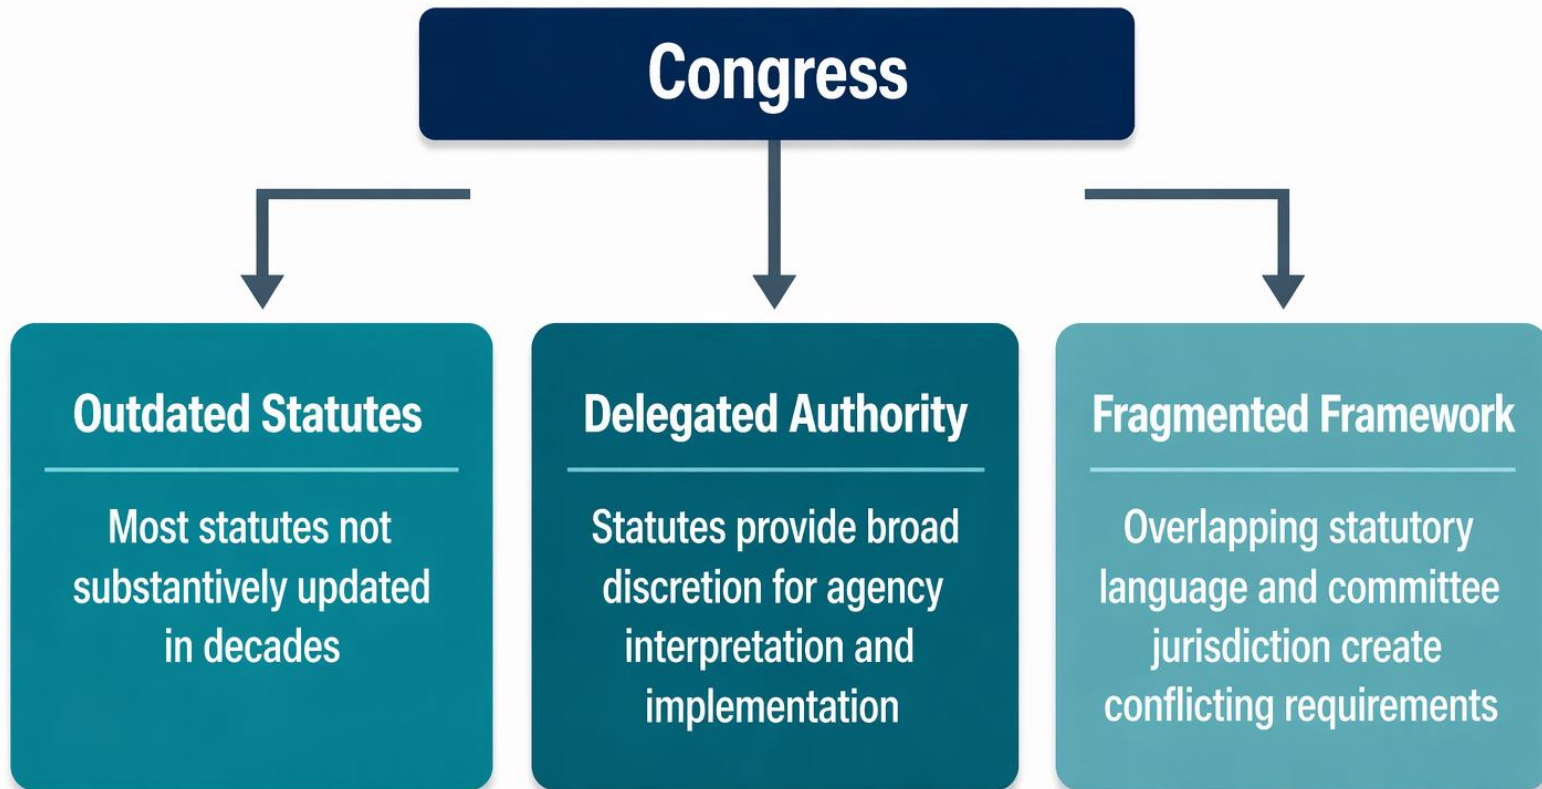 Congress
Outdated Statutes
Most statutes not
substantively updated
in decades
Delegated Authority
Statutes provide broad
discretion for agency
interpretation and
implementation
Fragmented Framework
Overlapping statutory
language and committee
jurisdiction create
conflicting requirements